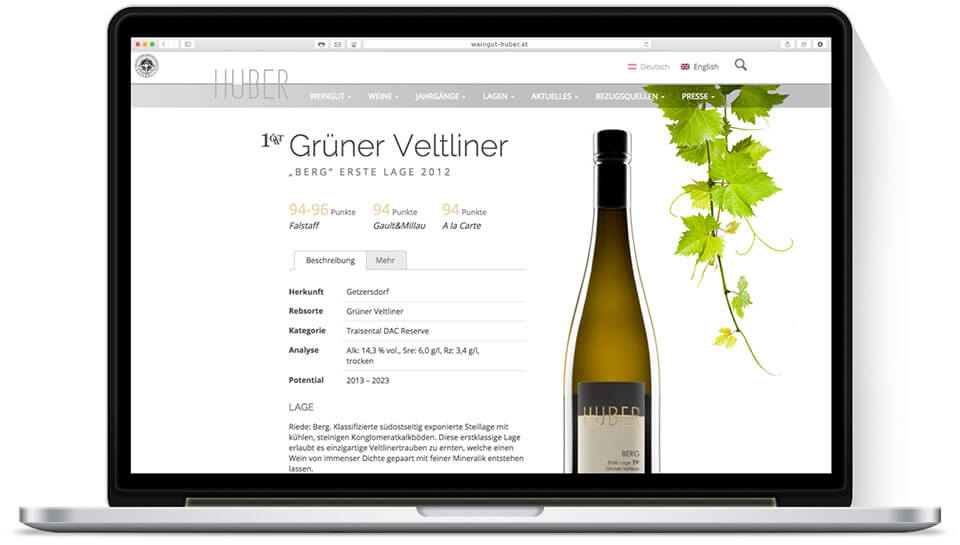 weingut-huber.at
Deutsch English
HUBER
WEINGUT WEINE JAHRGÄNGE LAGEN AKTUELLES BEZUGSQUELLEN PRESSE
1ÖTW Grüner Veltliner
„BERG“ ERSTE LAGE 2012
94-96 Punkte 94 Punkte 94 Punkte
Falstaff Gault&Millau A la Carte
Beschreibung Mehr
Herkunft Getzersdorf
Rebsorte Grüner Veltliner
Kategorie Traisental DAC Reserve
Analyse Alk: 14,3 % vol., Sre: 6,0 g/l, Rz: 3,4 g/l,
trocken
Potential 2013 – 2023
LAGE
Riede: Berg. Klassifizierte südostseitig exponierte Steillage mit
kühlen, steinigen Konglomeratkalkböden. Diese erstklassige Lage
erlaubt es einzigartige Veltlinertrauben zu ernten, welche einen
Wein von immenser Dichte gepaart mit feiner Mineralik entstehen
lassen.
HUBER
BERG
Erste Lage
Grüner Veltliner